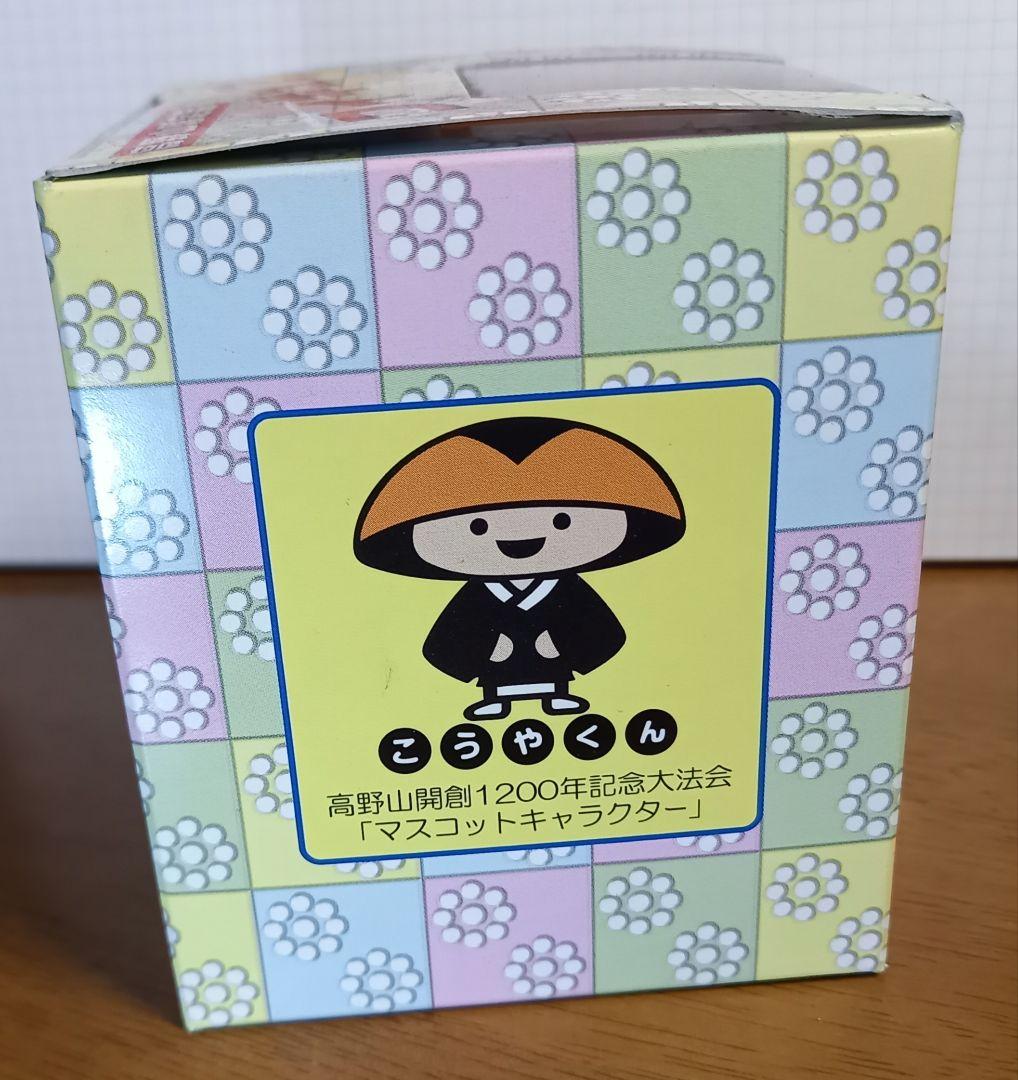 こうやくん
高野山開創1200年記念大法会
「マスコットキャラクター」